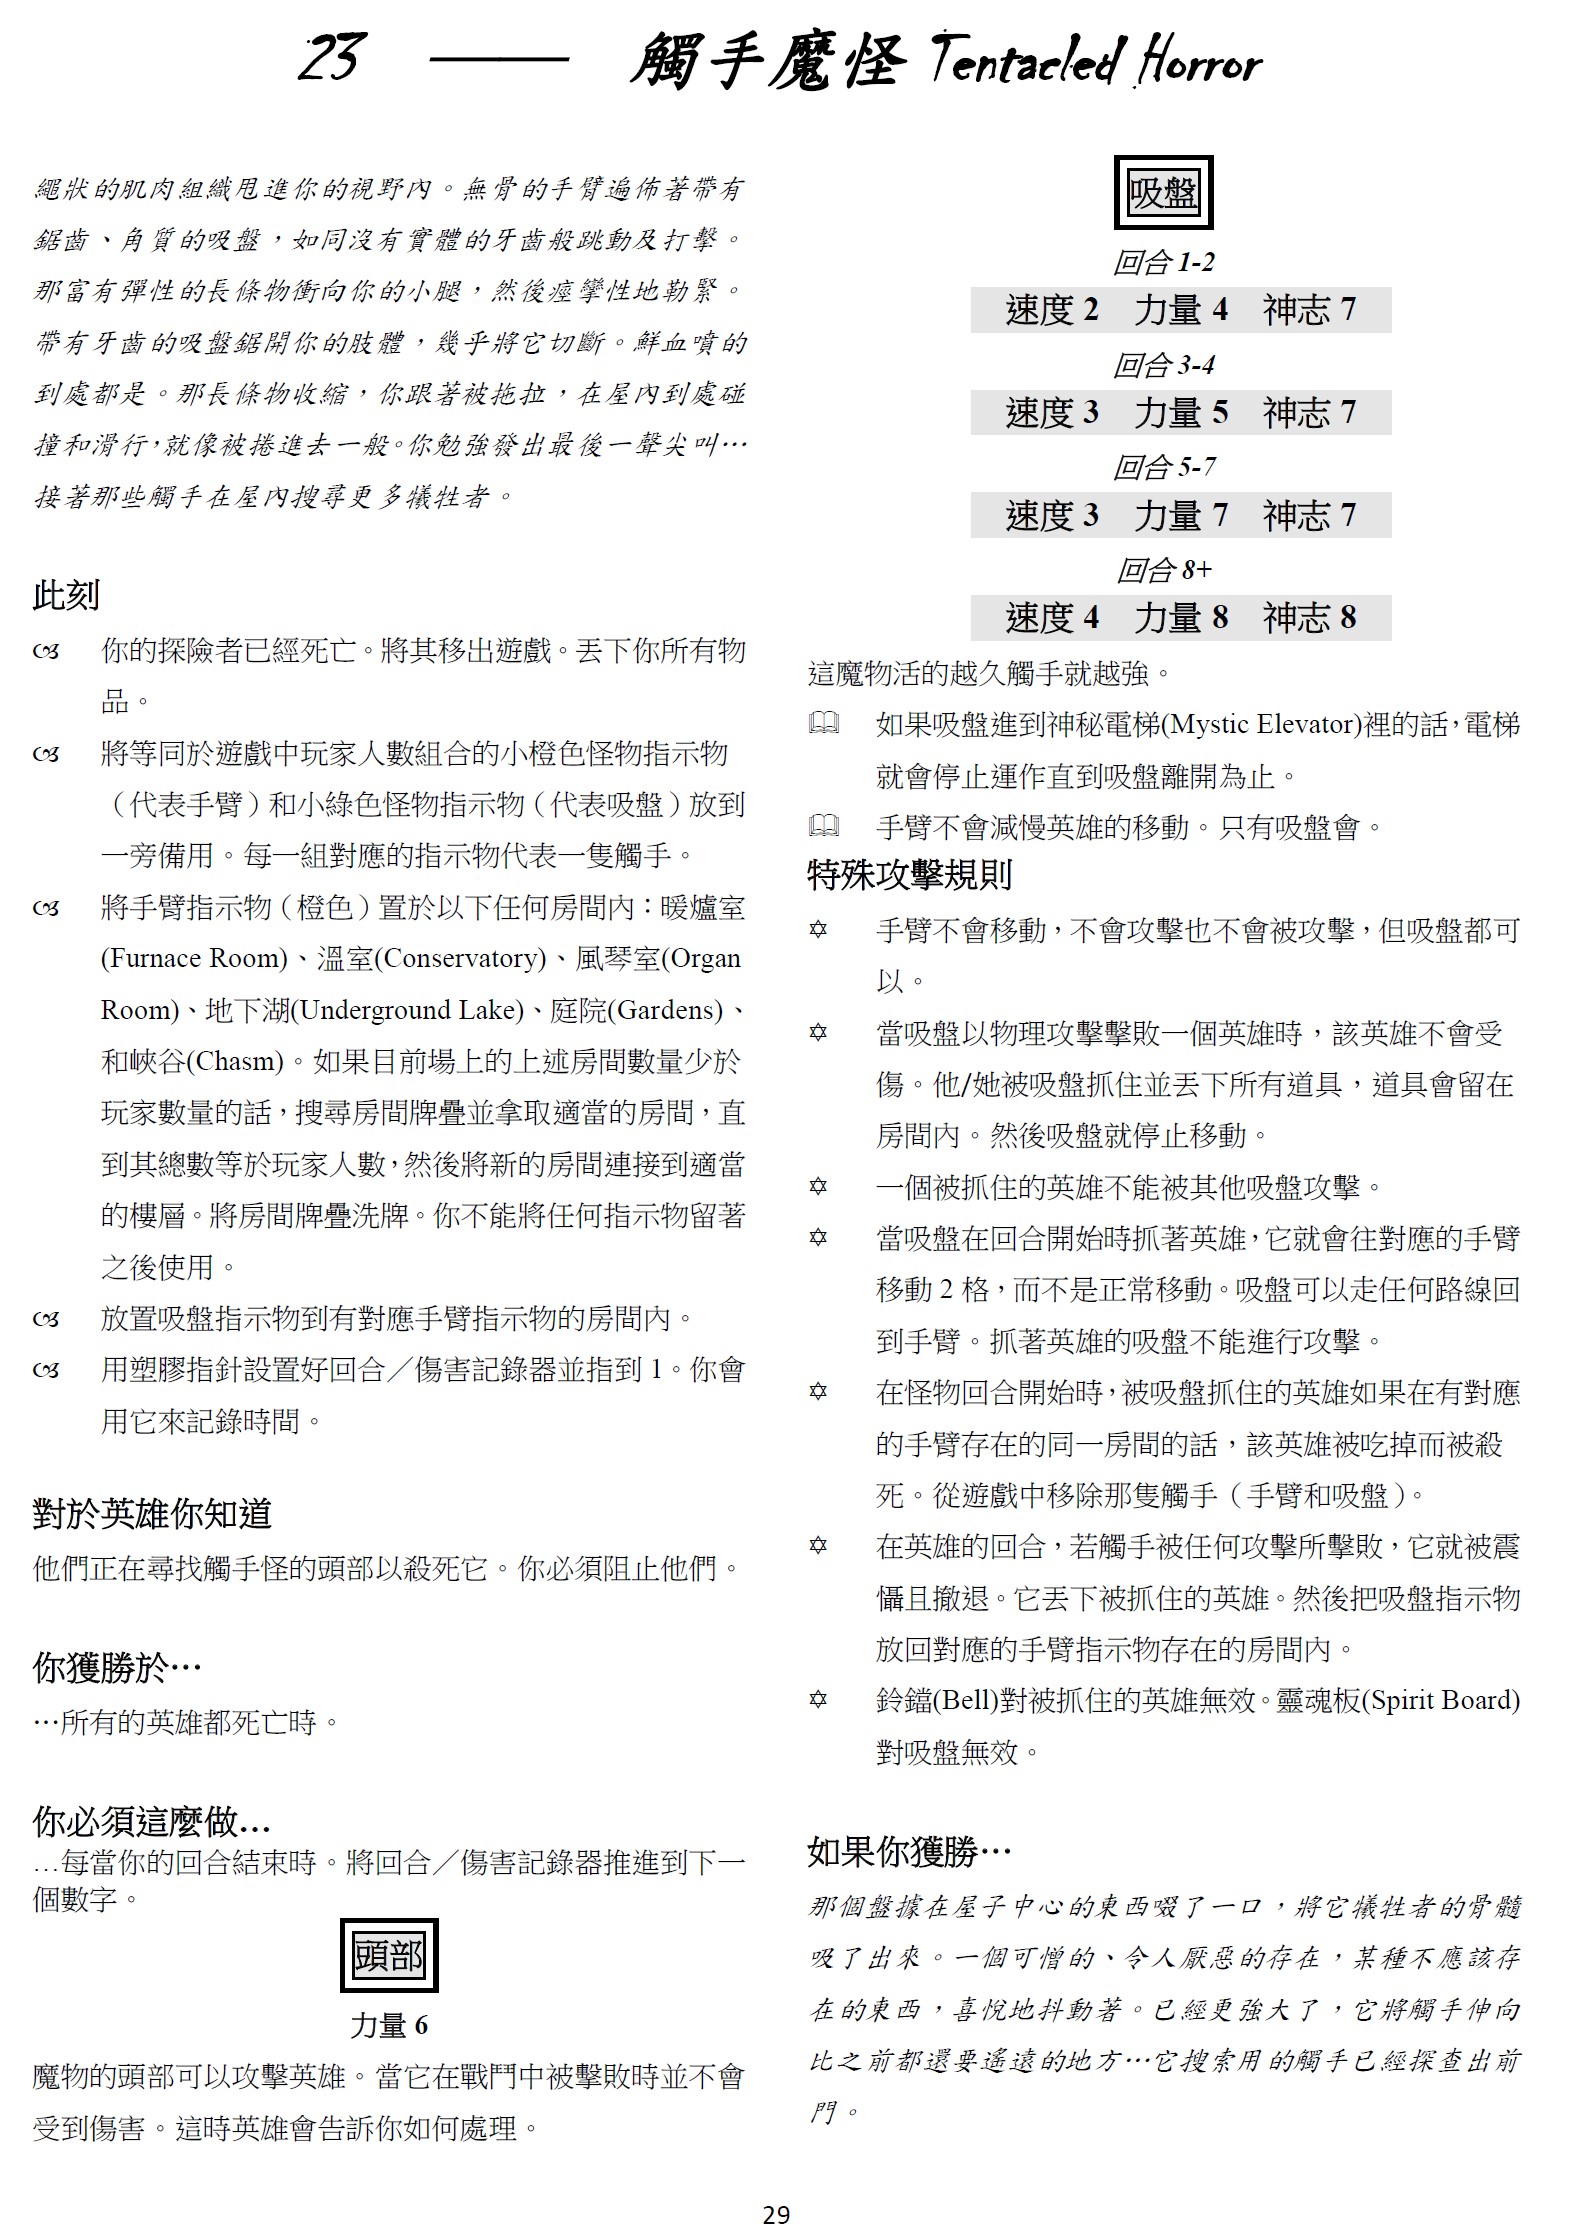 23 —— 觸手魔怪 Tentacled Horror
繩狀的肌肉組織甩進你的視野內。無骨的手臂遍佈著帶有
鋸齒、角質的吸盤，如同沒有實體的牙齒般跳動及打擊。
那富有彈性的長條物衝向你的小腿，然後痙攣性地勒緊。
帶有牙齒的吸盤鋸開你的肢體，幾乎將它切斷。鮮血噴的
到處都是。那長條物收縮，你跟著被拖拉，在屋內到處碰
撞和滑行，就像被捲進去一般。你勉強發出最後一聲尖叫…
接著那些觸手在屋內搜尋更多犧牲者。
此刻
你的探險者已經死亡。將其移出遊戲。丟下你所有物
品。
將等同於遊戲中玩家人數組合的小橙色怪物指示物
（代表手臂）和小綠色怪物指示物（代表吸盤）放到
一旁備用。每一組對應的指示物代表一隻觸手。
將手臂指示物（橙色）置於以下任何房間內：暖爐室
(Furnace Room)、溫室(Conservatory)、風琴室(Organ
Room)、地下湖(Underground Lake)、庭院(Gardens)、
和峽谷(Chasm)。如果目前場上的上述房間數量少於
玩家數量的話，搜尋房間牌疊並拿取適當的房間，直
到其總數等於玩家人數，然後將新的房間連接到適當
的樓層。將房間牌疊洗牌。你不能將任何指示物留著
之後使用。
放置吸盤指示物到有對應手臂指示物的房間內。
用塑膠指針設置好回合／傷害記錄器並指到 1。你會
用它來記錄時間。
對於英雄你知道
他們正在尋找觸手怪的頭部以殺死它。你必須阻止他們。
你獲勝於…
…所有的英雄都死亡時。
你必須這麼做…
…每當你的回合結束時。將回合／傷害記錄器推進到下一
個數字。
頭部
力量 6
魔物的頭部可以攻擊英雄。當它在戰鬥中被擊敗時並不會
受到傷害。這時英雄會告訴你如何處理。
吸盤
回合 1-2
速度 2 力量 4 神志 7
回合 3-4
速度 3 力量 5 神志 7
回合 5-7
速度 3 力量 7 神志 7
回合 8+
速度 4 力量 8 神志 8
這魔物活的越久觸手就越強。
如果吸盤進到神秘電梯(Mystic Elevator)裡的話，電梯
就會停止運作直到吸盤離開為止。
手臂不會減慢英雄的移動。只有吸盤會。
特殊攻擊規則
手臂不會移動，不會攻擊也不會被攻擊，但吸盤都可
以。
當吸盤以物理攻擊擊敗一個英雄時，該英雄不會受
傷。他/她被吸盤抓住並丟下所有道具，道具會留在
房間內。然後吸盤就停止移動。
一個被抓住的英雄不能被其他吸盤攻擊。
當吸盤在回合開始時抓著英雄，它就會往對應的手臂
移動 2 格，而不是正常移動。吸盤可以走任何路線回
到手臂。抓著英雄的吸盤不能進行攻擊。
在怪物回合開始時，被吸盤抓住的英雄如果在有對應
的手臂存在的同一房間的話，該英雄被吃掉而被殺
死。從遊戲中移除那隻觸手（手臂和吸盤）。
在英雄的回合，若觸手被任何攻擊所擊敗，它就被震
懾且撤退。它丟下被抓住的英雄。然後把吸盤指示物
放回對應的手臂指示物存在的房間內。
鈴鐺(Bell)對被抓住的英雄無效。靈魂板(Spirit Board)
對吸盤無效。
如果你獲勝…
那個盤據在屋子中心的東西啜了一口，將它犧牲者的骨髓
吸了出來。一個可憎的、令人厭惡的存在，某種不應該存
在的東西，喜悅地抖動著。已經更強大了，它將觸手伸向
比之前都還要遙遠的地方…它搜索用的觸手已經探查出前
門。
29